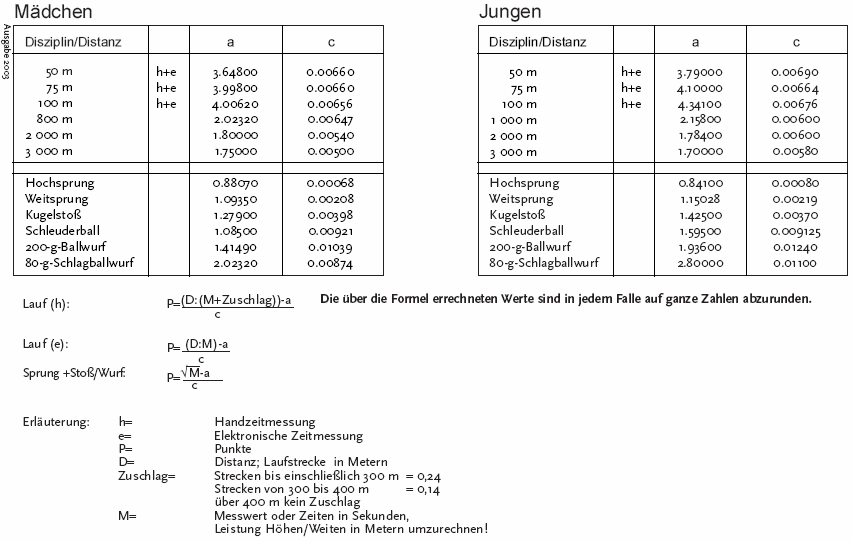 Mädchen
Ausgabe 2003
Disziplin/Distanz a c
50 m h+e 3.64800 0.00660
75 m h+e 3.99800 0.00660
100 m h+e 4.00620 0.00656
800 m 2.02320 0.00647
2 000 m 1.80000 0.00540
3 000 m 1.75000 0.00500
Hochsprung 0.88070 0.00068
Weitsprung 1.09350 0.00208
Kugelstoß 1.27900 0.00398
Schleuderball 1.08500 0.00921
200-g-Ballwurf 1.41490 0.01039
80-g-Schlagballwurf 2.02320 0.00874
Jungen
Disziplin/Distanz a c
50 m h+e 3.79000 0.00690
75 m h+e 4.10000 0.00664
100 m h+e 4.34100 0.00676
1 000 m 2.15800 0.00600
2 000 m 1.78400 0.00600
3 000 m 1.70000 0.00580
Hochsprung 0.84100 0.00080
Weitsprung 1.15028 0.00219
Kugelstoß 1.42500 0.00370
Schleuderball 1.59500 0.009125
200-g-Ballwurf 1.93600 0.01240
80-g-Schlagballwurf 2.80000 0.01100
Lauf (h): P=(D:(M+Zuschlag))-a
c
Die über die Formel errechneten Werte sind in jedem Falle auf ganze Zahlen abzurunden.
Lauf (e): P= (D:M)-a
c
Sprung +Stoß/Wurf: P=√M-a
c
Erläuterung: h= Handzeitmessung
e= Elektronische Zeitmessung
P= Punkte
D= Distanz; Laufstrecke in Metern
Zuschlag= Strecken bis einschließlich 300 m = 0,24
Strecken von 300 bis 400 m = 0,14
über 400 m kein Zuschlag
M= Messwert oder Zeiten in Sekunden,
Leistung Höhen/Weiten in Metern umzurechnen!